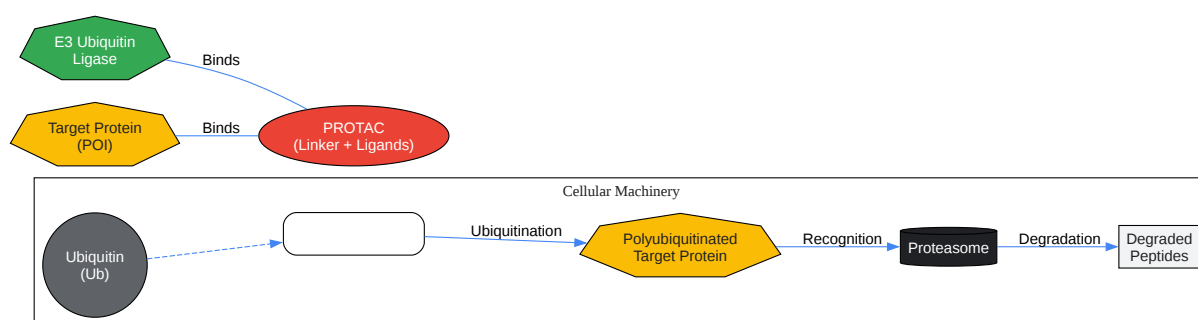 E3 Ubiquitin
Ligase
Binds
Target Protein
(POI)
Binds
PROTAC
(Linker + Ligands)
Cellular Machinery
Ubiquitin
(Ub)
Ubiquitination
Polyubiquitinated
Target Protein
Recognition
Proteasome
Degradation
Degraded
Peptides